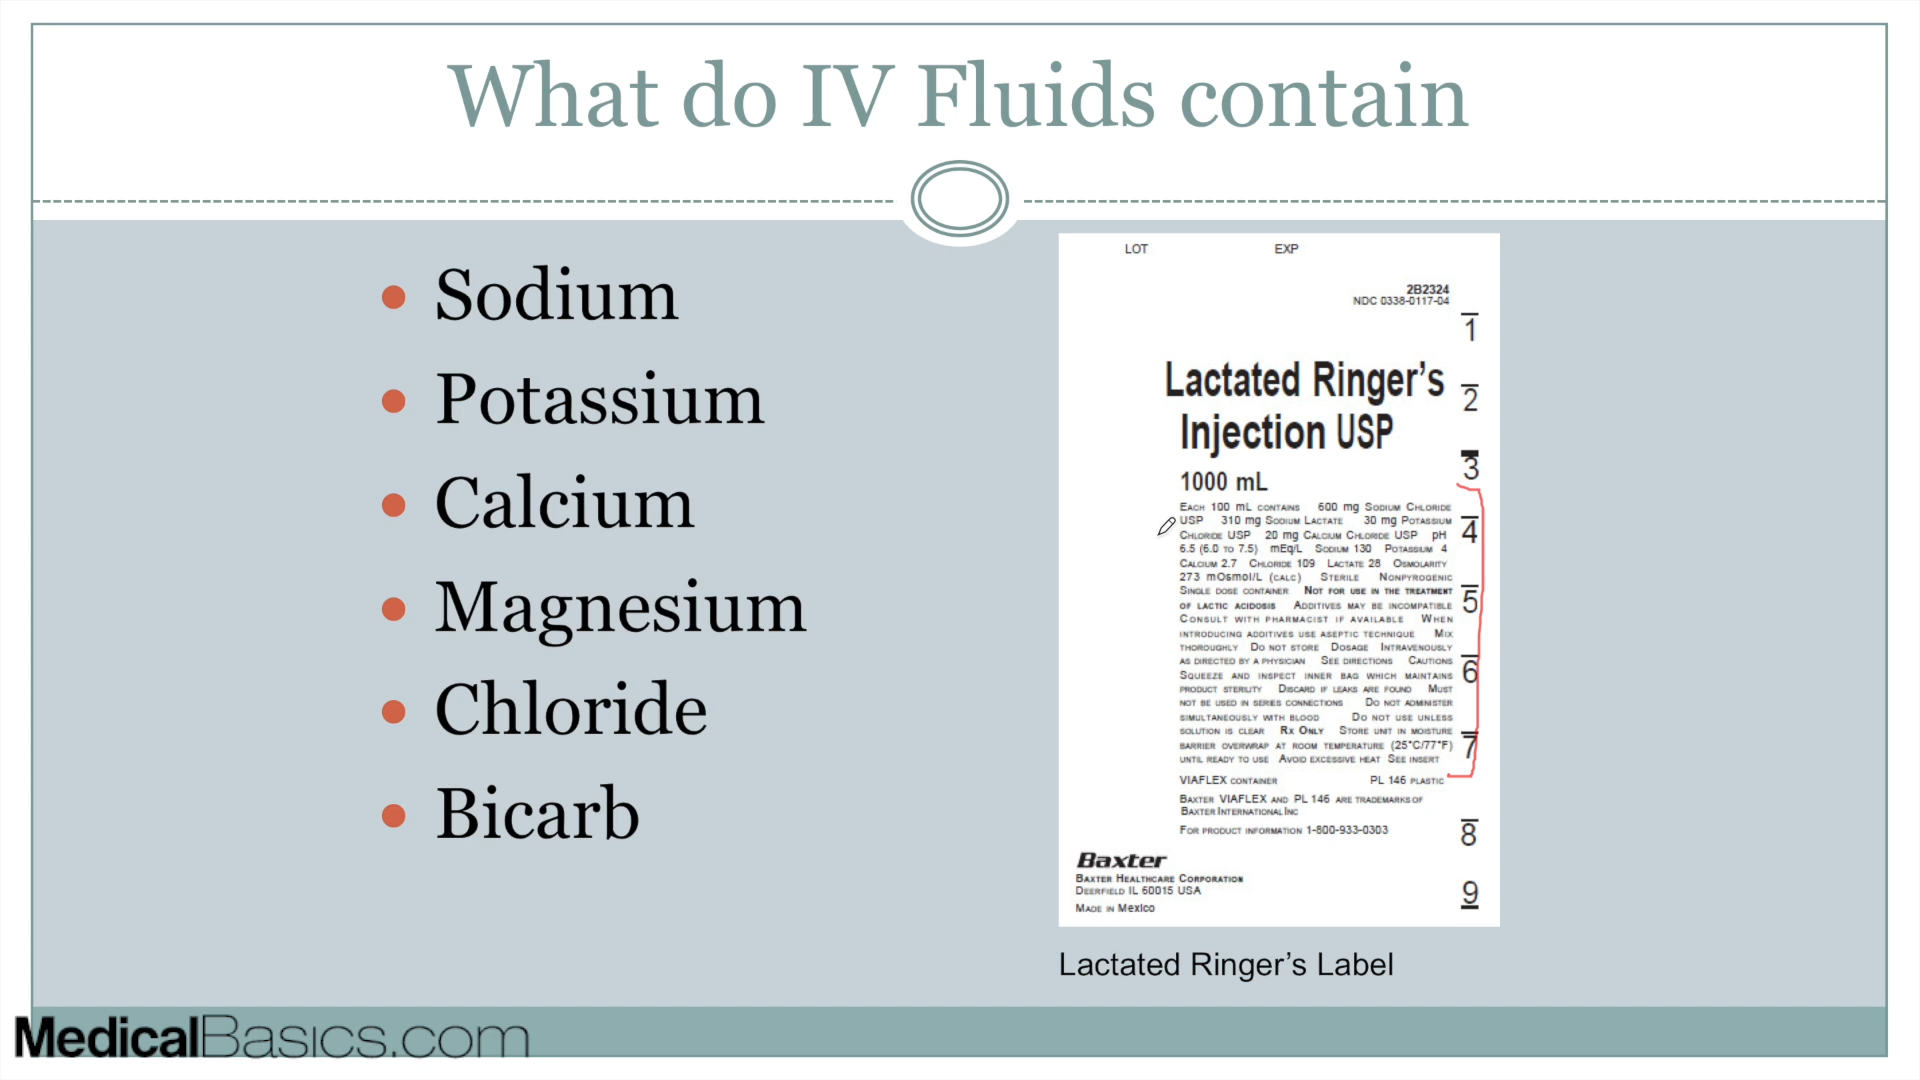 What do IV Fluids contain
Sodium
Potassium
Calcium
Magnesium
Chloride
Bicarb
LOT EXP
2B2324
NDC 0338-0117-04
Lactated Ringer's
Injection USP
1000 mL
EACH 100 mL CONTAINS 600 mg SODIUM CHLORIDE
USP 310 mg SODIUM LACTATE 30 mg POTASSIUM
CHLORIDE USP 20 mg CALCIUM CHLORIDE USP pH
6.5 (6.0 TO 7.5) mEq/L SODIUM 130 POTASSIUM 4
CALCIUM 2.7 CHLORIDE 109 LACTATE 28 OSMOLARITY
273 mOsmol/L (CALC) STERILE NONPYROGENIC
SINGLE DOSE CONTAINER NOT FOR USE IN THE TREATMENT
OF LACTIC ACIDOSIS ADDITIVES MAY BE INCOMPATIBLE
CONSULT WITH PHARMACIST IF AVAILABLE WHEN
INTRODUCING ADDITIVES USE ASEPTIC TECHNIQUE MIX
THOROUGHLY DO NOT STORE DOSAGE INTRAVENOUSLY
AS DIRECTED BY A PHYSICIAN SEE DIRECTIONS CAUTIONS
SQUEEZE AND INSPECT INNER BAG WHICH MAINTAINS
PRODUCT STERILITY DISCARD IF LEAKS ARE FOUND MUST
NOT BE USED IN SERIES CONNECTIONS DO NOT ADMINISTER
SIMULTANEOUSLY WITH BLOOD DO NOT USE UNLESS
SOLUTION IS CLEAR RX ONLY STORE UNIT IN MOISTURE
BARRIER OVERWRAP AT ROOM TEMPERATURE (25°C/77°F)
UNTIL READY TO USE AVOID EXCESSIVE HEAT SEE INSERT
VIAFLEX CONTAINER PL 146 PLASTIC
BAXTER VIAFLEX AND PL 146 ARE TRADEMARKS OF
BAXTER INTERNATIONAL INC
FOR PRODUCT INFORMATION 1-800-933-0303
Baxter
BAXTER HEALTHCARE CORPORATION
DEERFIELD IL 60015 USA
MADE IN MEXICO
1
2
3
4
5
6
7
8
9
Lactated Ringer's Label
MedicalBasics.com